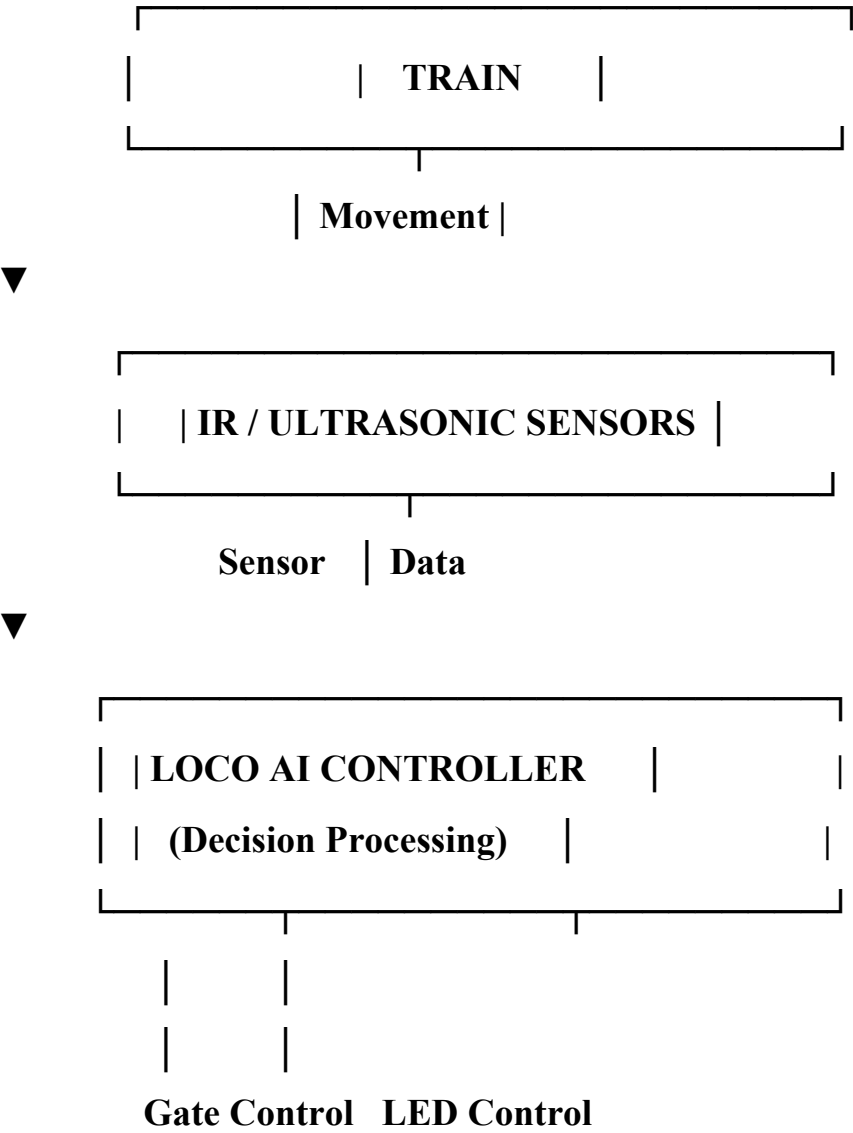 TRAIN
Movement
IR / ULTRASONIC SENSORS
Sensor Data
LOCO AI CONTROLLER
(Decision Processing)
Gate Control LED Control